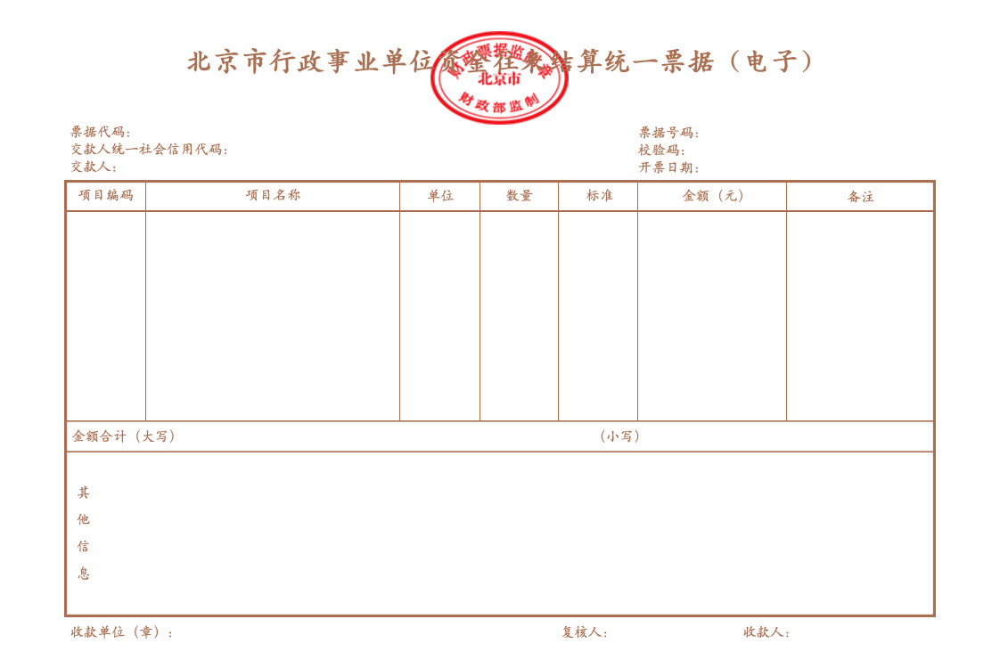 北京市行政事业单位资金往来结算统一票据（电子）
财政票据监制章
北京市
财政部监制
票据代码：
票据号码：
交款人统一社会信用代码：
校验码：
交款人：
开票日期：
项目编码 项目名称 单位 数量 标准 金额（元） 备注
金额合计（大写） （小写）
其
他
信
息
收款单位（章）： 复核人： 收款人：